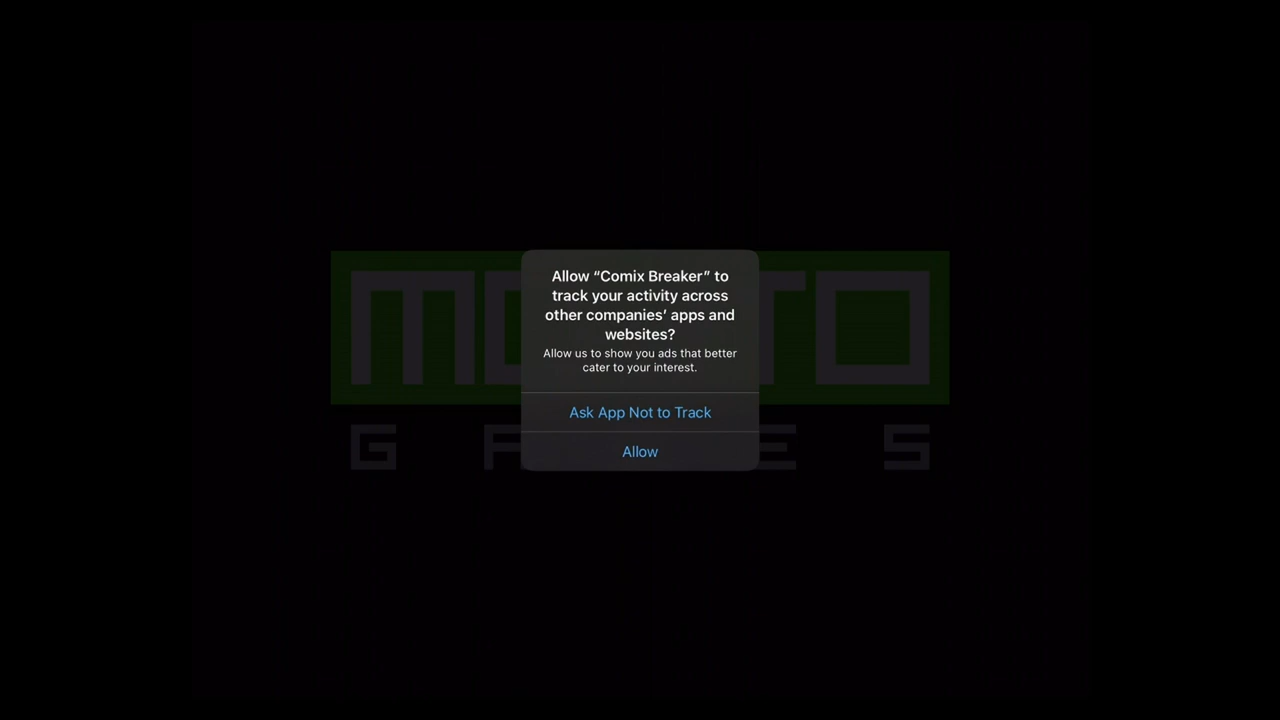 Allow “Comix Breaker” to
track your activity across
other companies’ apps and
websites?
Allow us to show you ads that better
cater to your interest.
Ask App Not to Track
Allow